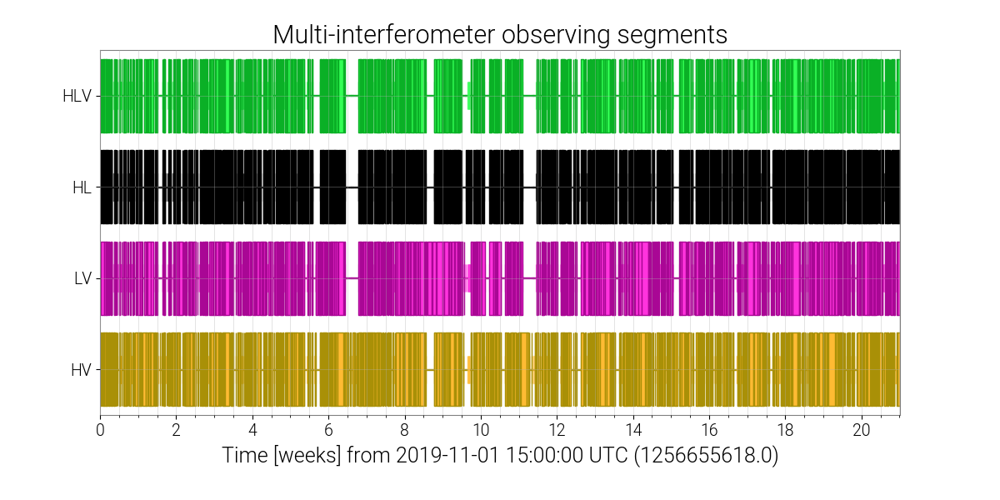 Multi-interferometer observing segments
HLV
HL
LV
HV
0 2 4 6 8 10 12 14 16 18 20
Time [weeks] from 2019-11-01 15:00:00 UTC (1256655618.0)